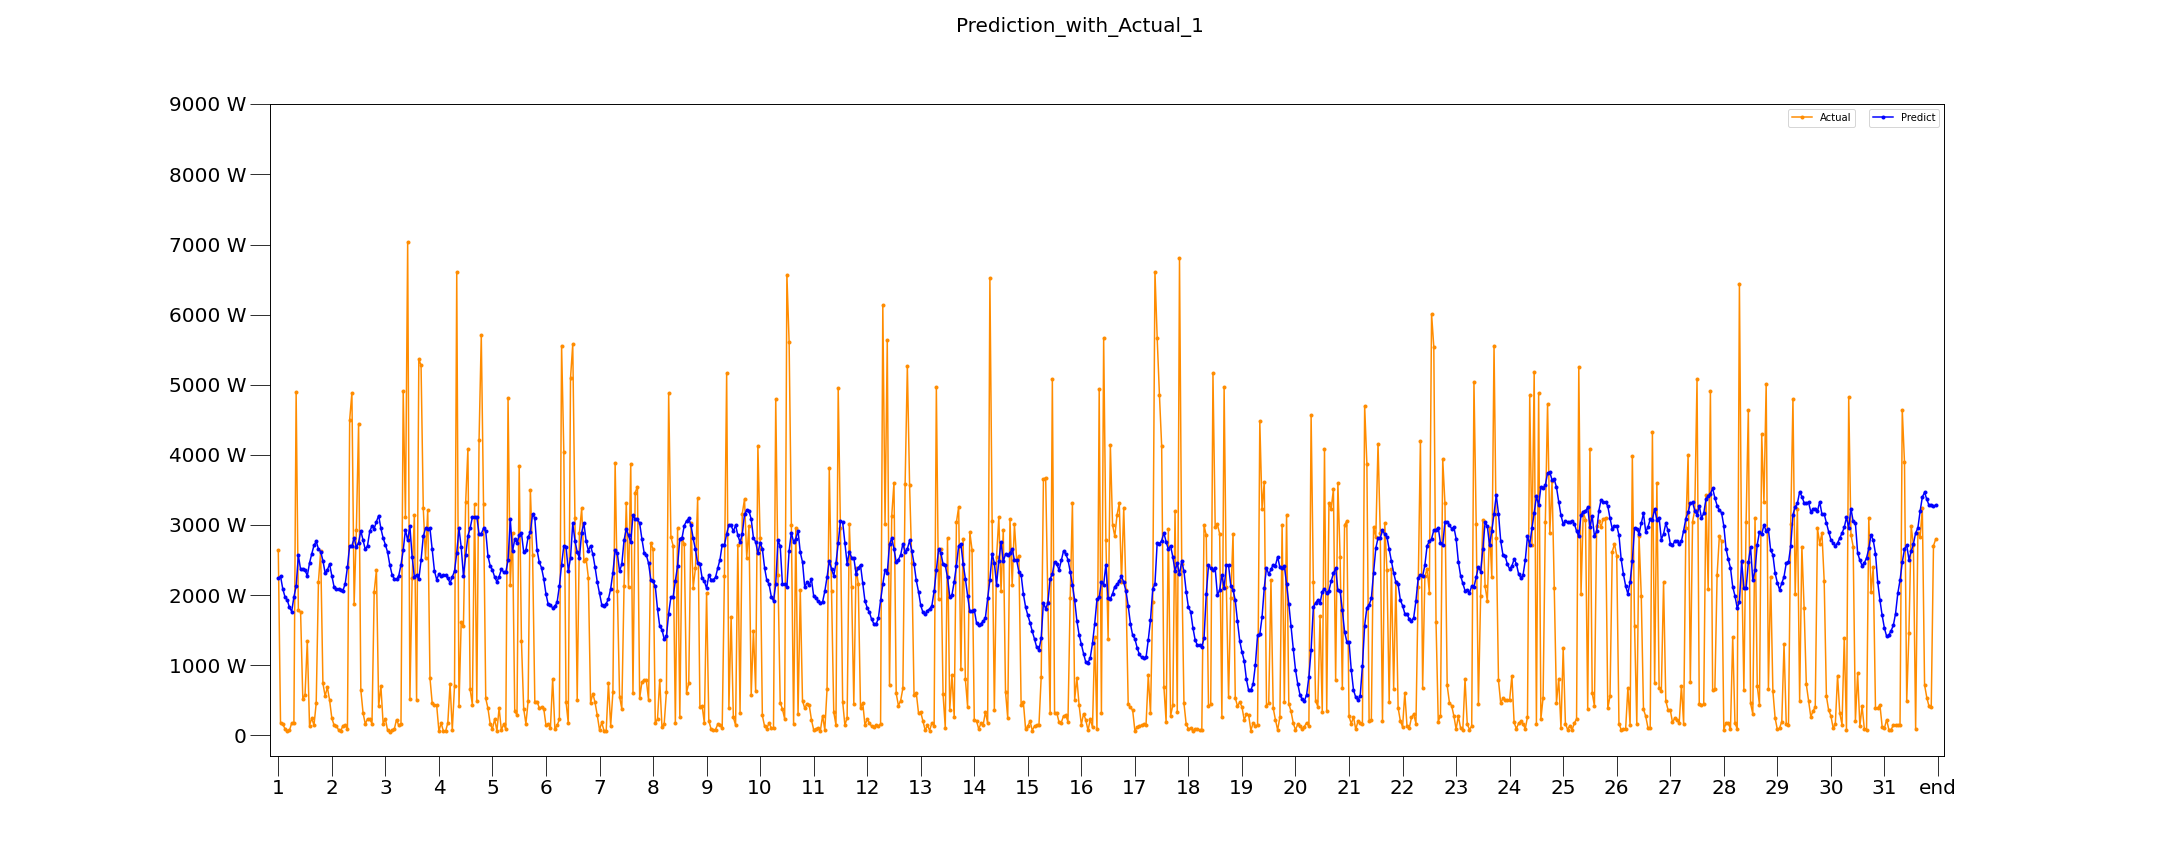 Prediction_with_Actual_1
Actual Predict
9000 W
8000 W
7000 W
6000 W
5000 W
4000 W
3000 W
2000 W
1000 W
0
1 2 3 4 5 6 7 8 9 10 11 12 13 14 15 16 17 18 19 20 21 22 23 24 25 26 27 28 29 30 31 end